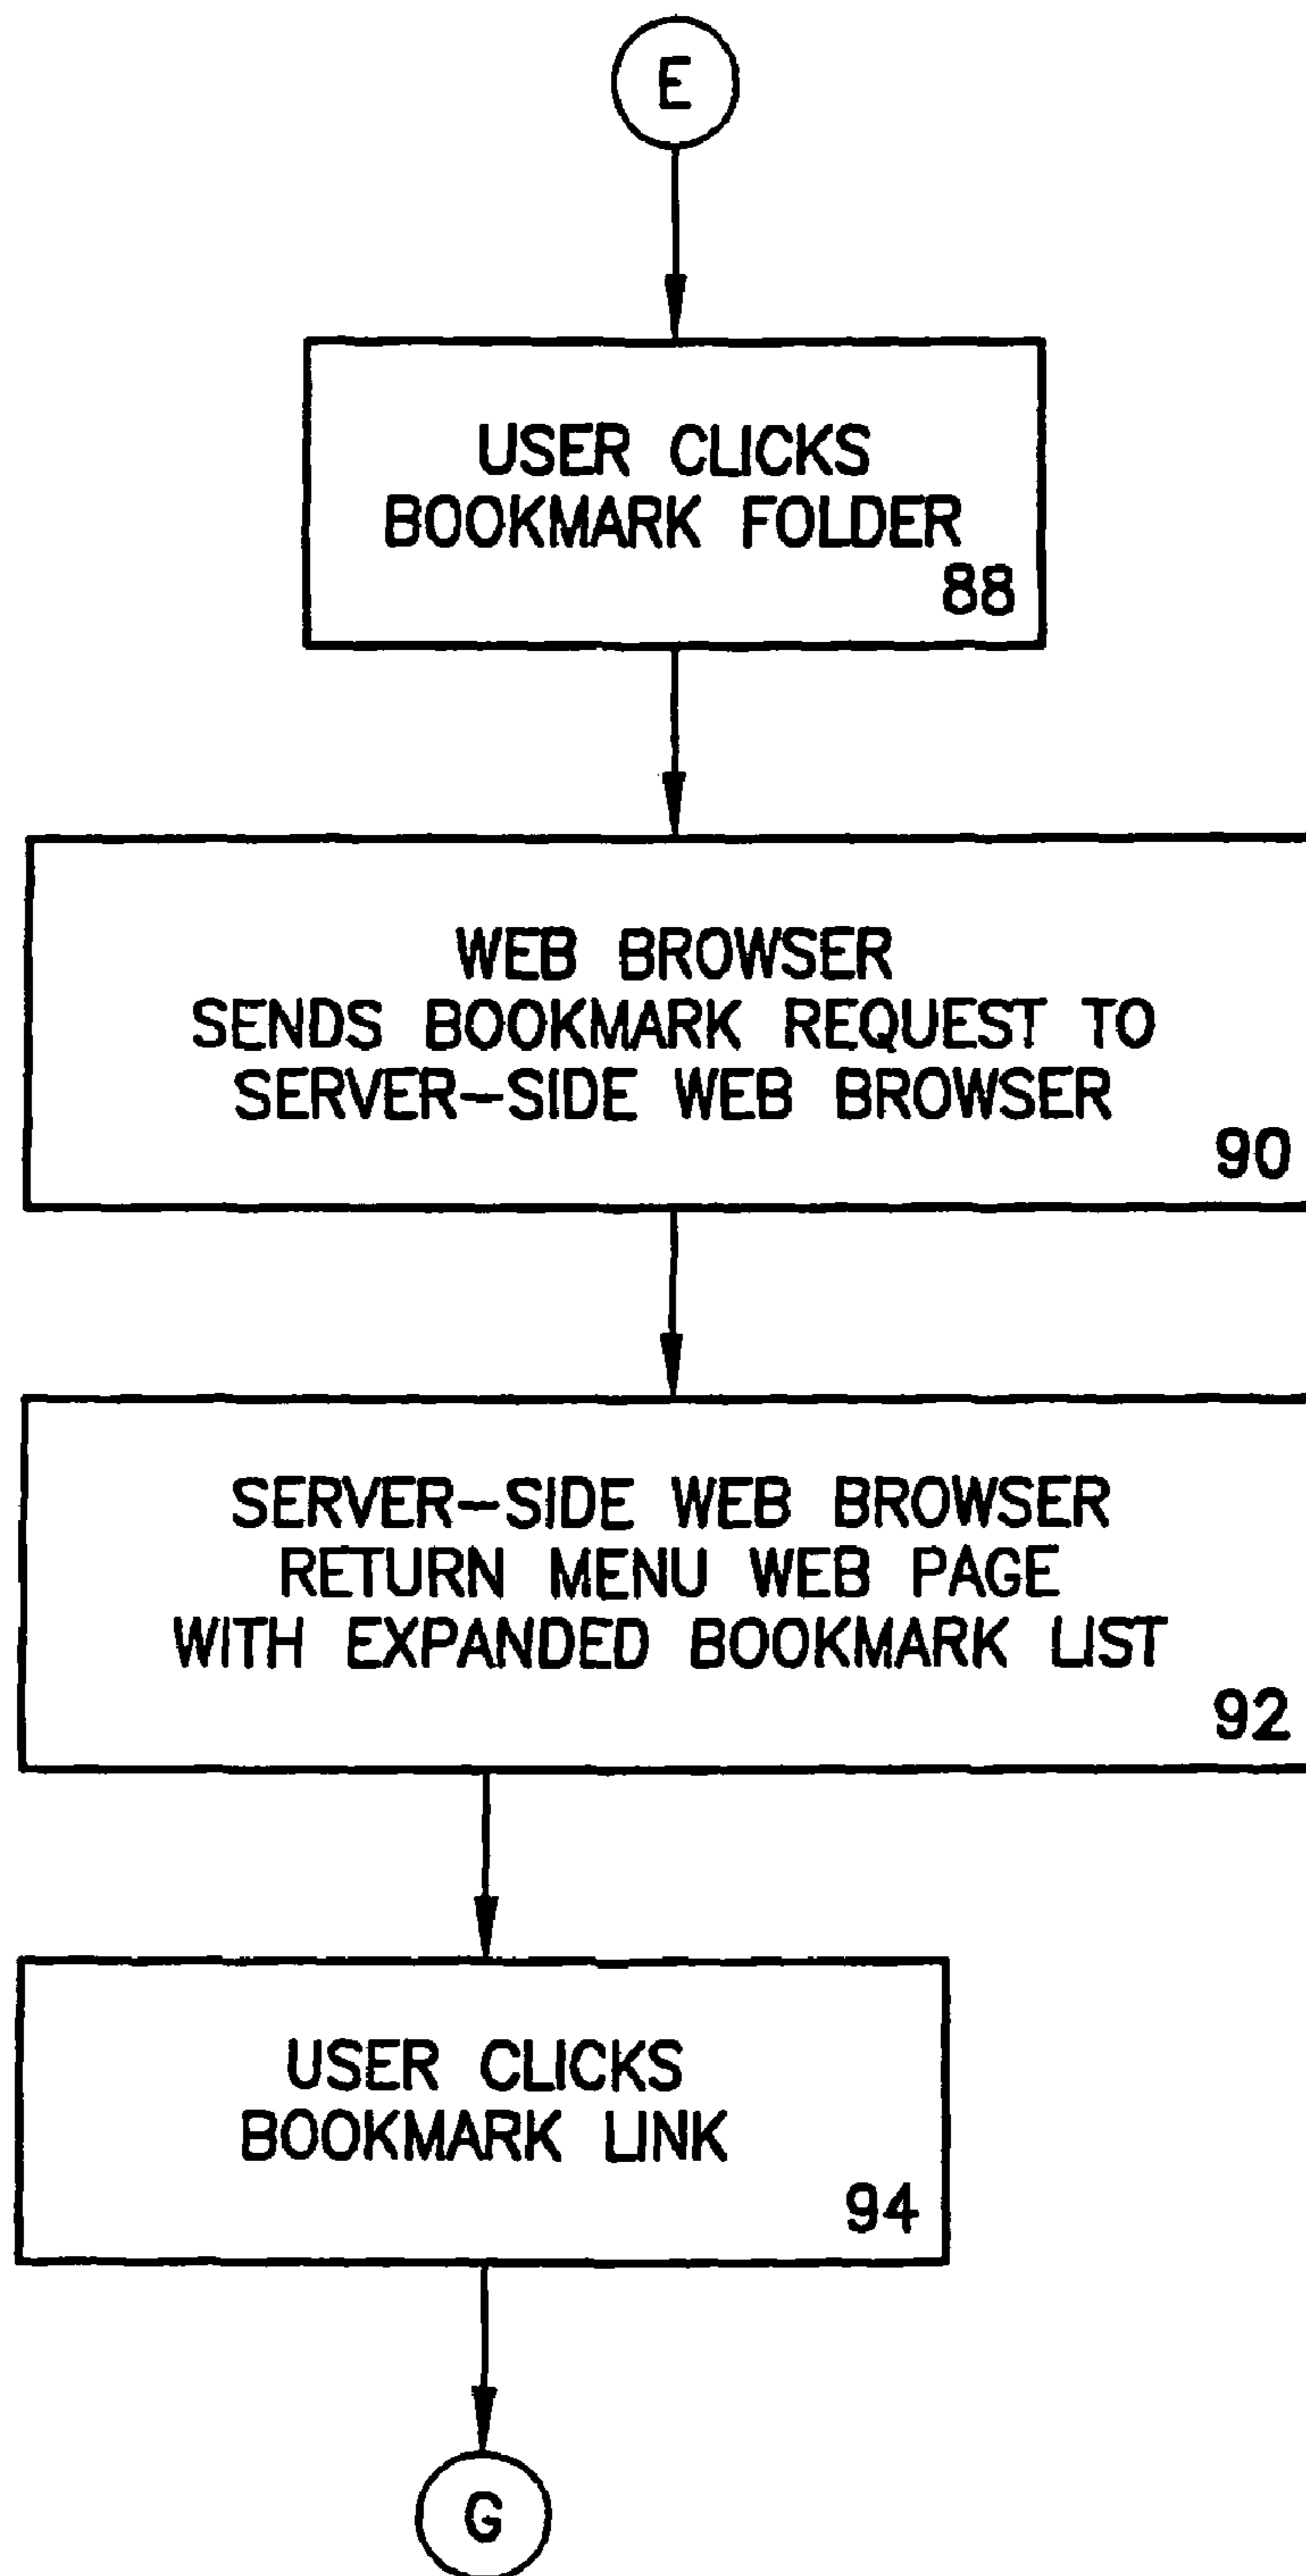 E
USER CLICKS
BOOKMARK FOLDER
88
WEB BROWSER
SENDS BOOKMARK REQUEST TO
SERVER-SIDE WEB BROWSER
90
SERVER-SIDE WEB BROWSER
RETURN MENU WEB PAGE
WITH EXPANDED BOOKMARK LIST
92
USER CLICKS
BOOKMARK LINK
94
G